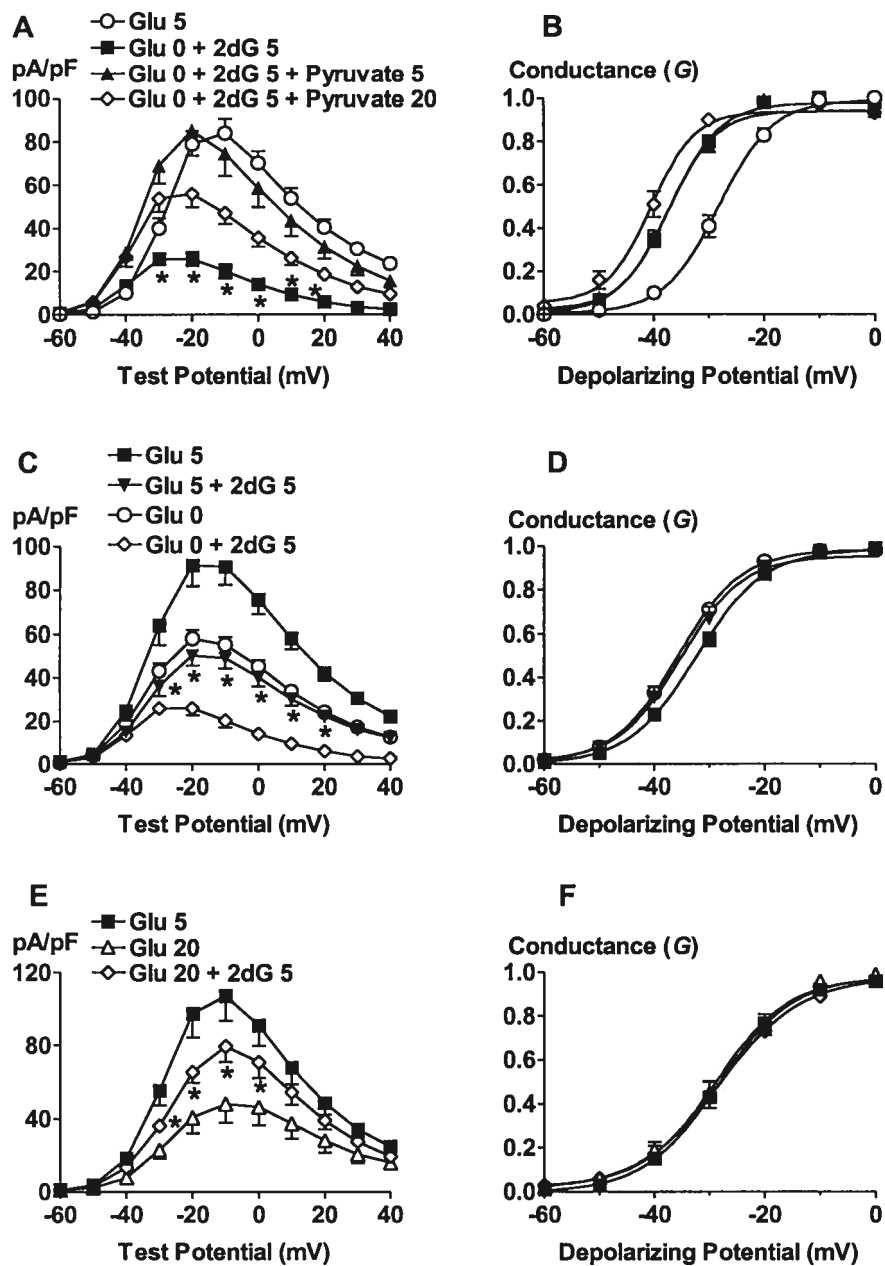 A
pA/pF
Glu 5
Glu 0 + 2dG 5
Glu 0 + 2dG 5 + Pyruvate 5
Glu 0 + 2dG 5 + Pyruvate 20
100
80
60
40
20
0
* * * * * *
-60 -40 -20 0 20 40
Test Potential (mV)
B
Conductance (G)
1.0
0.8
0.6
0.4
0.2
0.0
-60 -40 -20 0
Depolarizing Potential (mV)
C
pA/pF
Glu 5
Glu 5 + 2dG 5
Glu 0
Glu 0 + 2dG 5
100
80
60
40
20
0
* * * * * *
-60 -40 -20 0 20 40
Test Potential (mV)
D
Conductance (G)
1.0
0.8
0.6
0.4
0.2
0.0
-60 -40 -20 0
Depolarizing Potential (mV)
E
pA/pF
Glu 5
Glu 20
Glu 20 + 2dG 5
120
80
40
0
* * * *
-60 -40 -20 0 20 40
Test Potential (mV)
F
Conductance (G)
1.0
0.8
0.6
0.4
0.2
0.0
-60 -40 -20 0
Depolarizing Potential (mV)